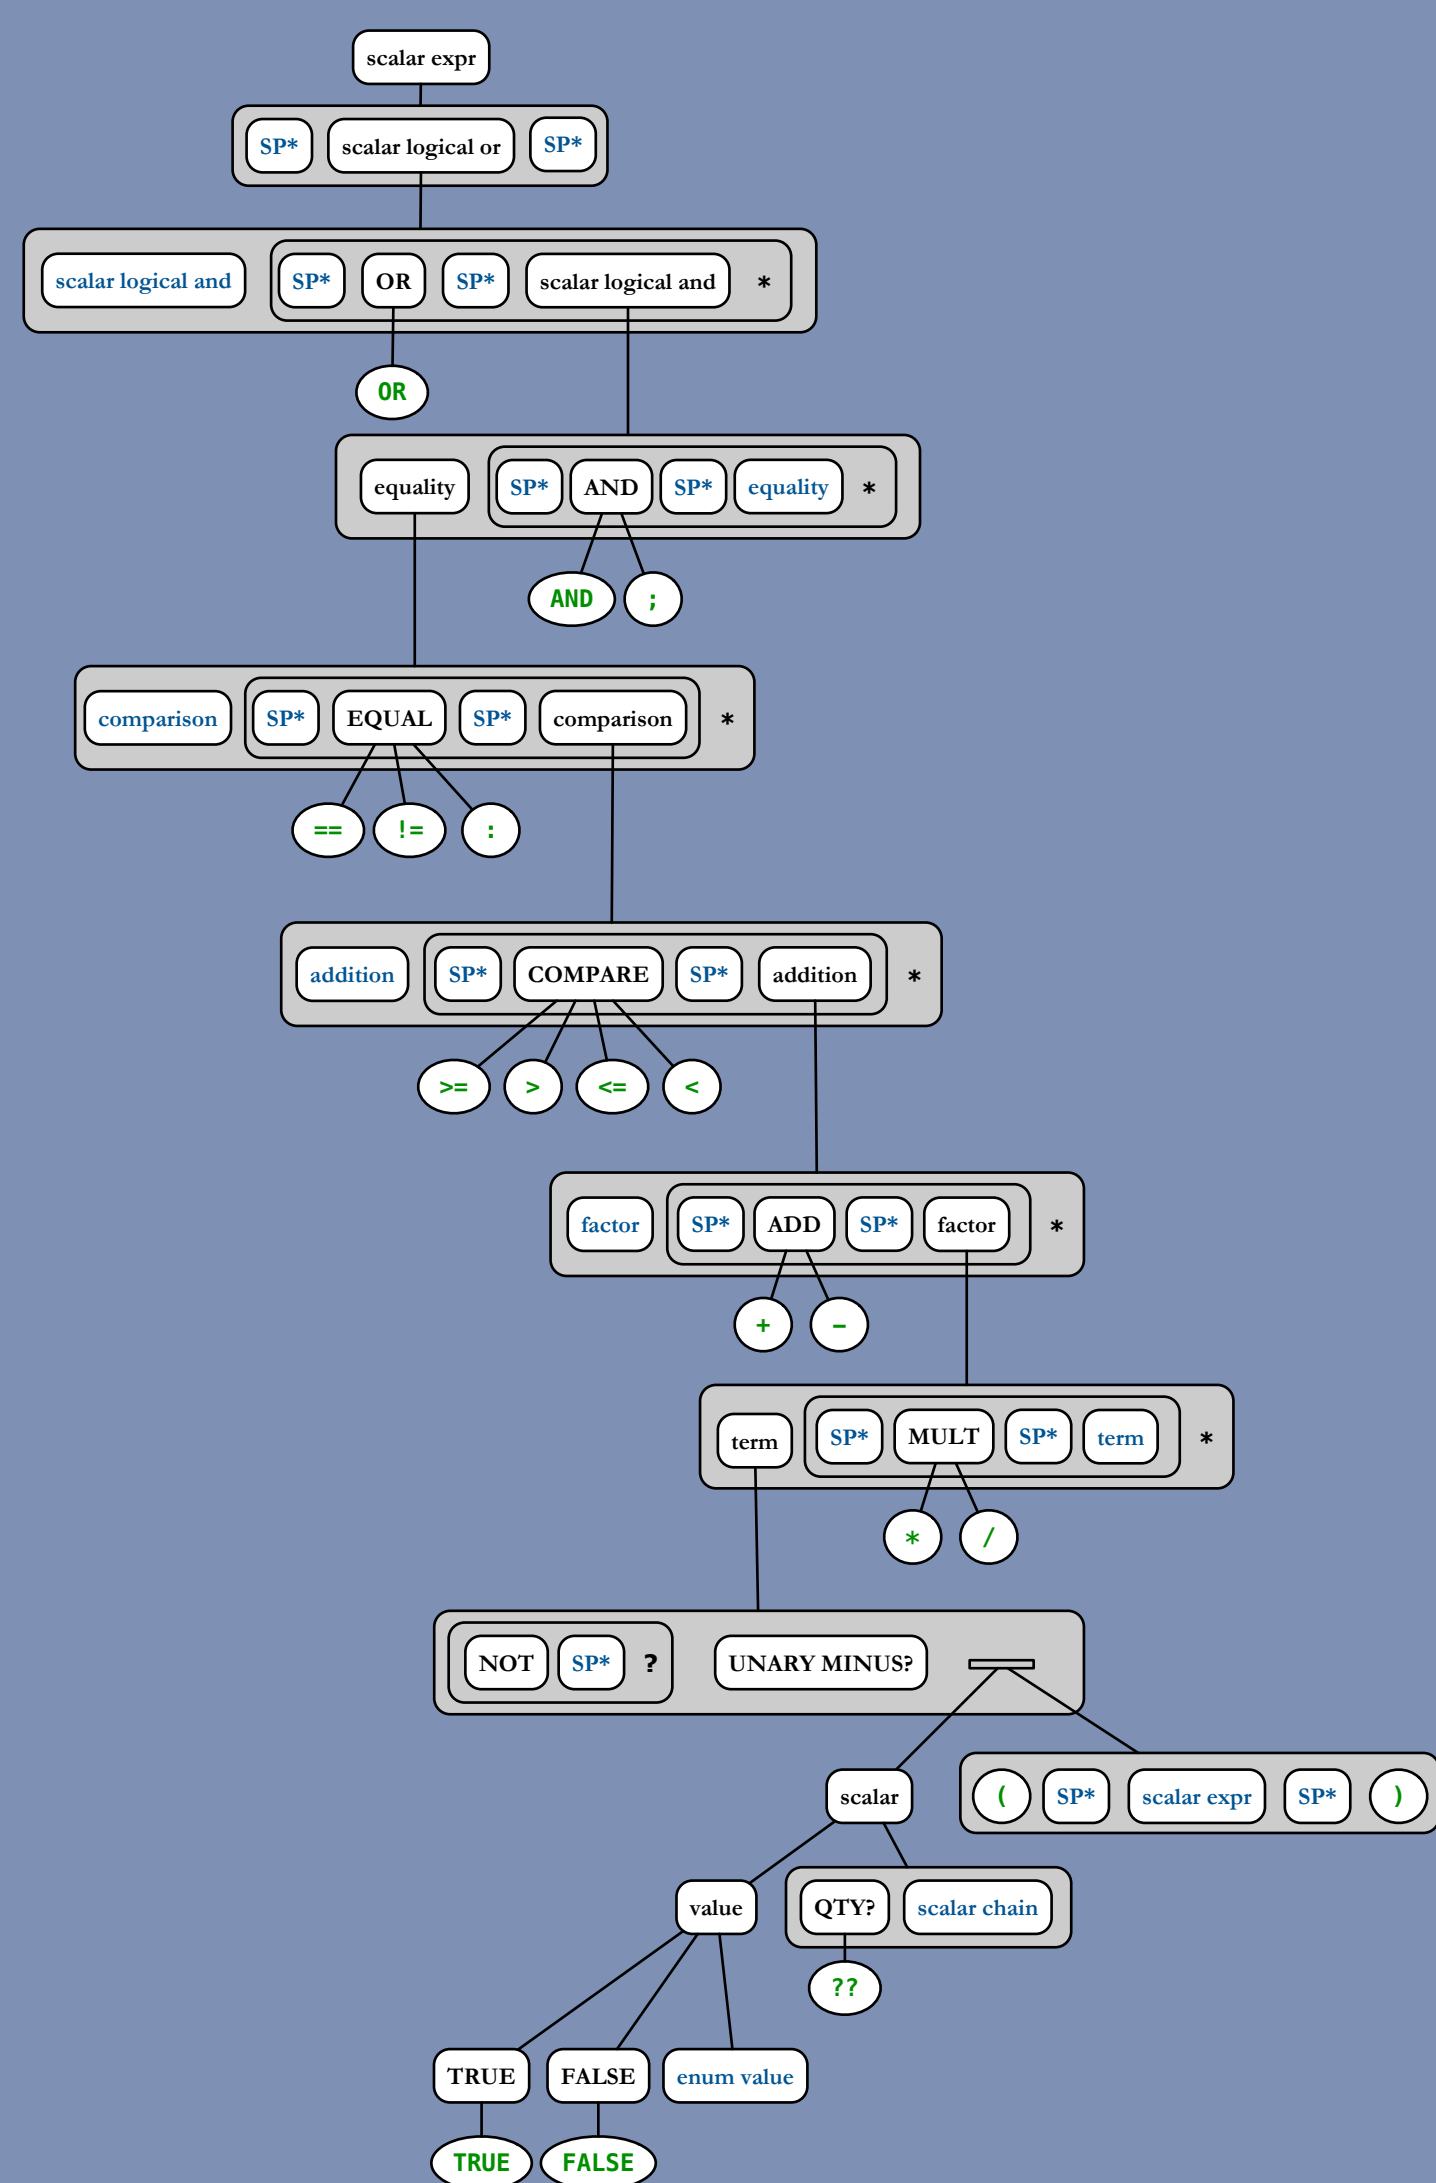 scalar expr
SP* scalar logical or SP*
scalar logical and SP* OR SP* scalar logical and *
OR
equality SP* AND SP* equality *
AND ;
comparison SP* EQUAL SP* comparison *
== != :
addition SP* COMPARE SP* addition *
>= > <= <
factor SP* ADD SP* factor *
+ -
term SP* MULT SP* term *
* /
NOT SP* ? UNARY MINUS?
scalar ( SP* scalar expr SP* )
value QTY? scalar chain
??
TRUE FALSE enum value
TRUE FALSE